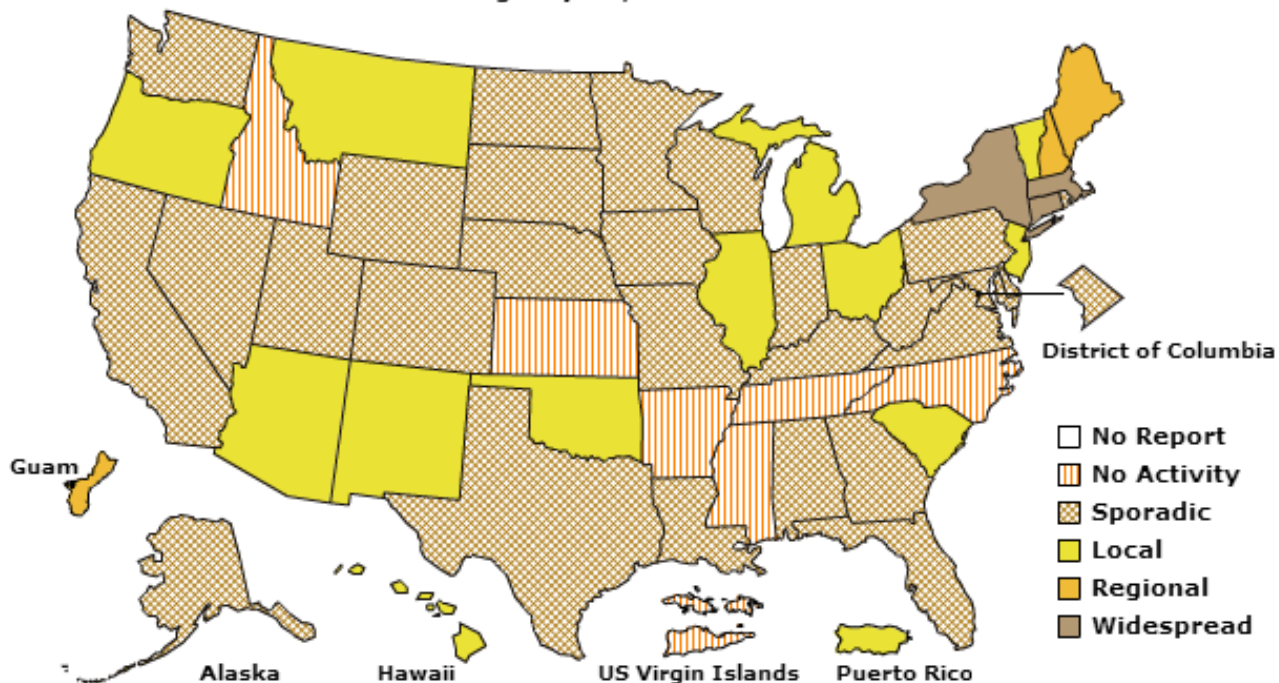 District of Columbia
No Report
No Activity
Guam
Sporadic
Local
Regional
Widespread
Alaska
Hawaii
US Virgin Islands
Puerto Rico